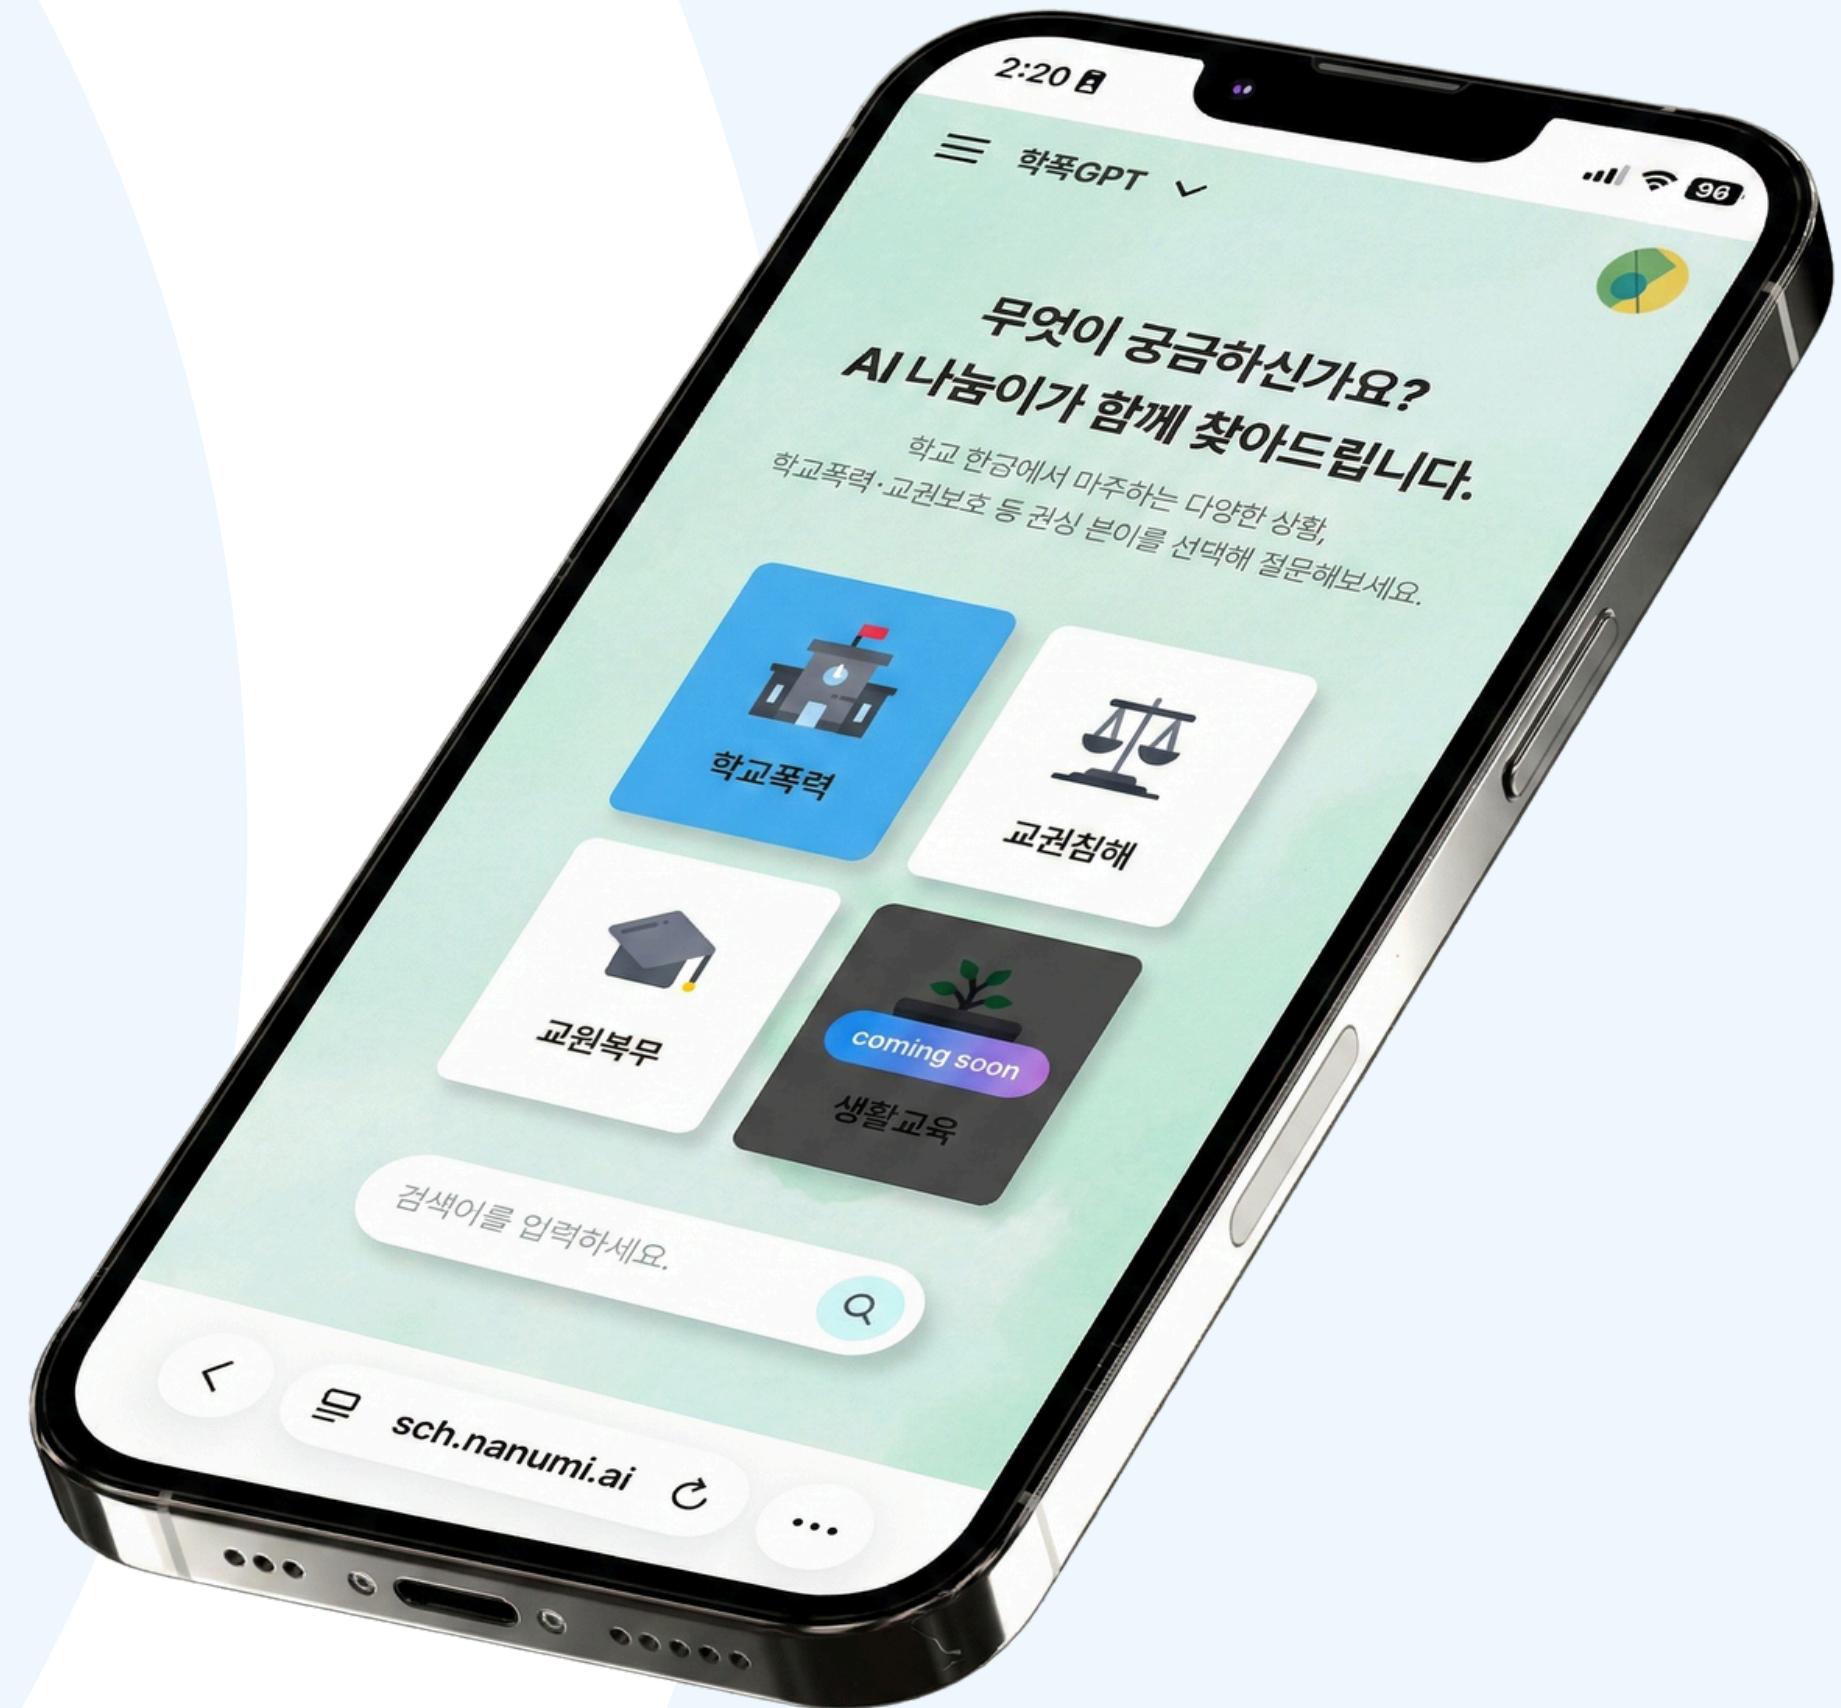 2:20
96
학폭GPT
무엇이 궁금하신가요?
AI 나눔이가 함께 찾아드립니다.
학교 한급에서 마주하는 다양한 상황,
학교폭력·교권보호 등 권싱 븐이를 선택해 절문해보세요.
학교폭력
교권침해
교원복무
coming soon
생활교육
검색어를 입력하세요.
sch.nanumi.ai